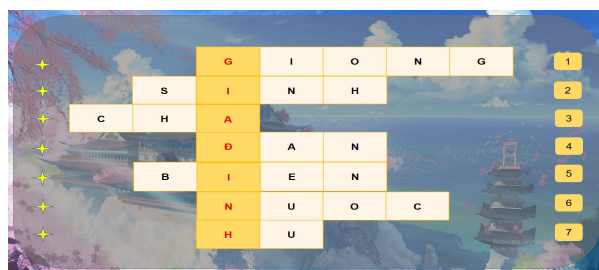 G I O N G 1
S I N H 2
C H A 3
Đ A N 4
B I E N 5
N U O C 6
H U 7